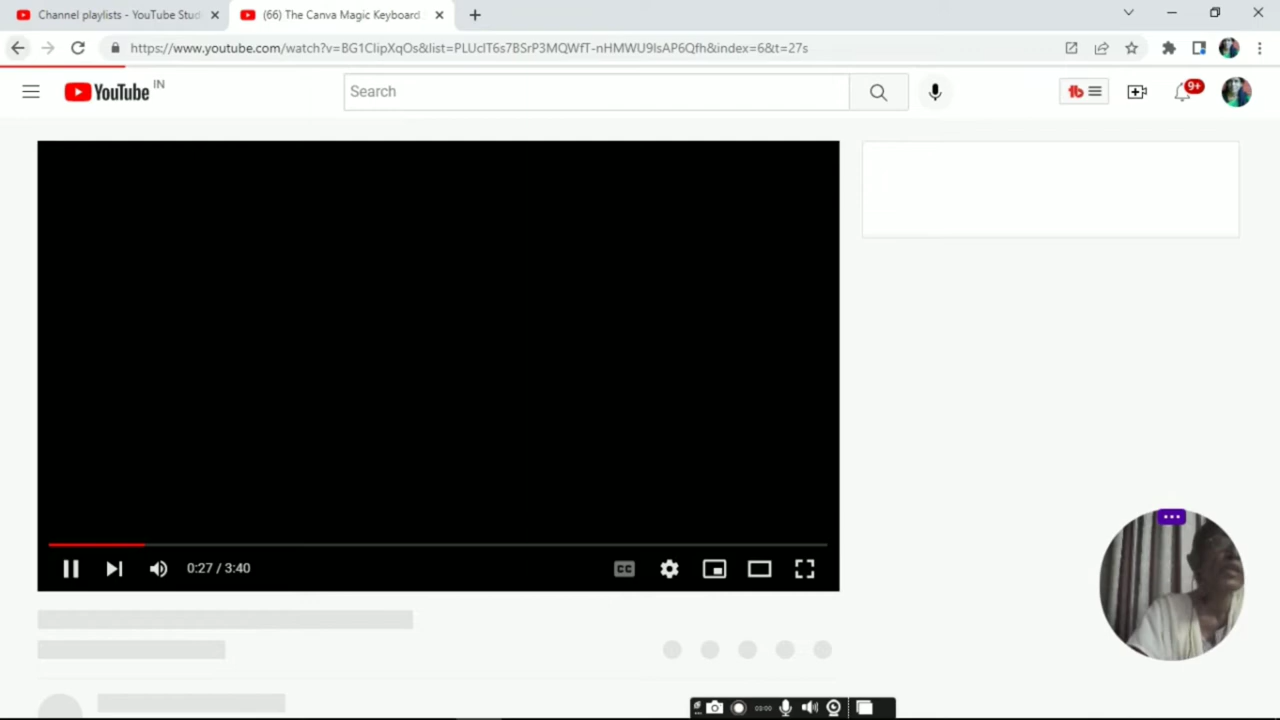 Channel playlists - YouTube Stud
(66) The Canva Magic Keyboard
https://www.youtube.com/watch?v=BG1CIipXqOs&list=PLUcIT6s7BSrP3MQWfT-nHMWU9IsAP6Qfh&index=6&t=27s
YouTube IN
Search
9+
0:27 / 3:40
CC